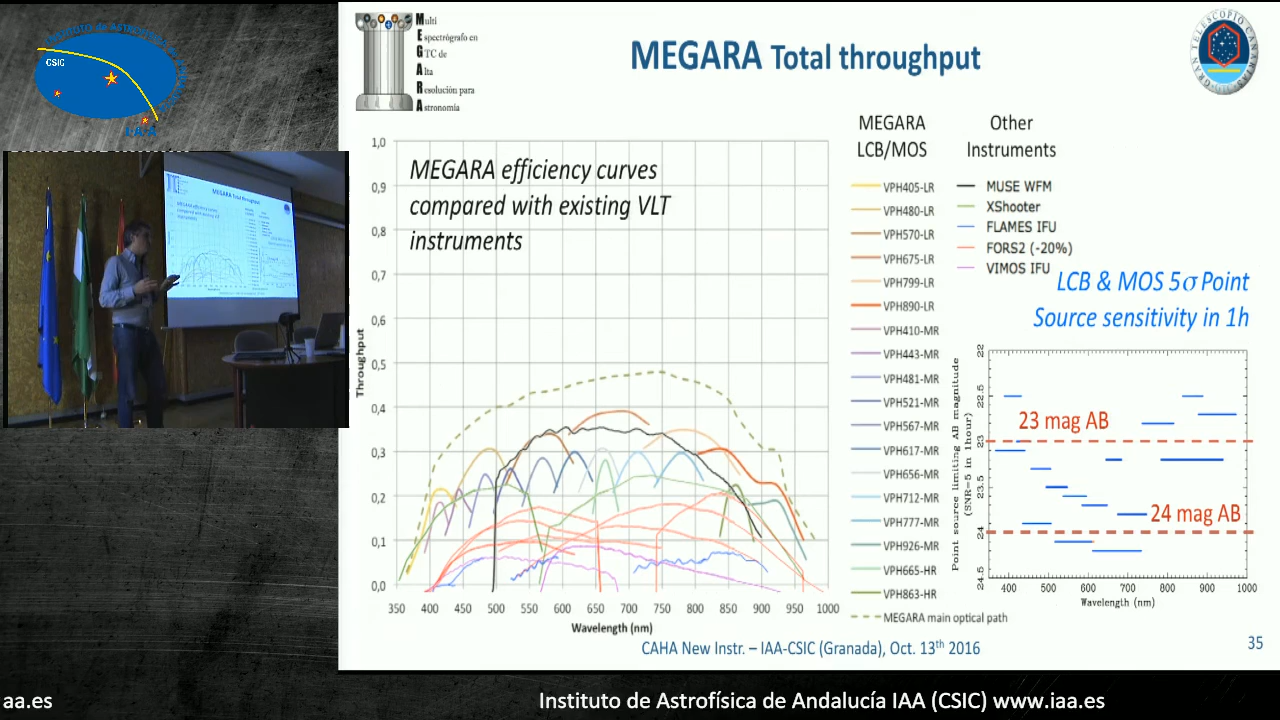 INSTITUTO DE ASTROFÍSICA DE ANDALUCÍA
CSIC
IAA
Multi
Espectrógrafo en
GTC de
Alta
Resolución para
Astronomía
MEGARA Total throughput
GRAN TELESCOPIO CANARIAS
MEGARA efficiency curves
compared with existing VLT
instruments
Throughput
1,0
0,9
0,8
0,7
0,6
0,5
0,4
0,3
0,2
0,1
0,0
350 400 450 500 550 600 650 700 750 800 850 900 950 1000
Wavelength (nm)
MEGARA
LCB/MOS
VPH405-LR
VPH480-LR
VPH570-LR
VPH675-LR
VPH799-LR
VPH890-LR
VPH410-MR
VPH443-MR
VPH481-MR
VPH521-MR
VPH567-MR
VPH617-MR
VPH656-MR
VPH712-MR
VPH777-MR
VPH926-MR
VPH665-HR
VPH863-HR
MEGARA main optical path
Other
Instruments
MUSE WFM
XShooter
FLAMES IFU
FORS2 (-20%)
VIMOS IFU
LCB & MOS 5σ Point
Source sensitivity in 1h
Point source limiting AB magnitude
(SNR=5 in 1hour)
22
22.5
23
23.5
24
24.5
23 mag AB
24 mag AB
400 500 600 700 800 900 1000
Wavelength (nm)
CAHA New Instr. – IAA-CSIC (Granada), Oct. 13th 2016
35
aa.es
Instituto de Astrofísica de Andalucía IAA (CSIC) www.iaa.es